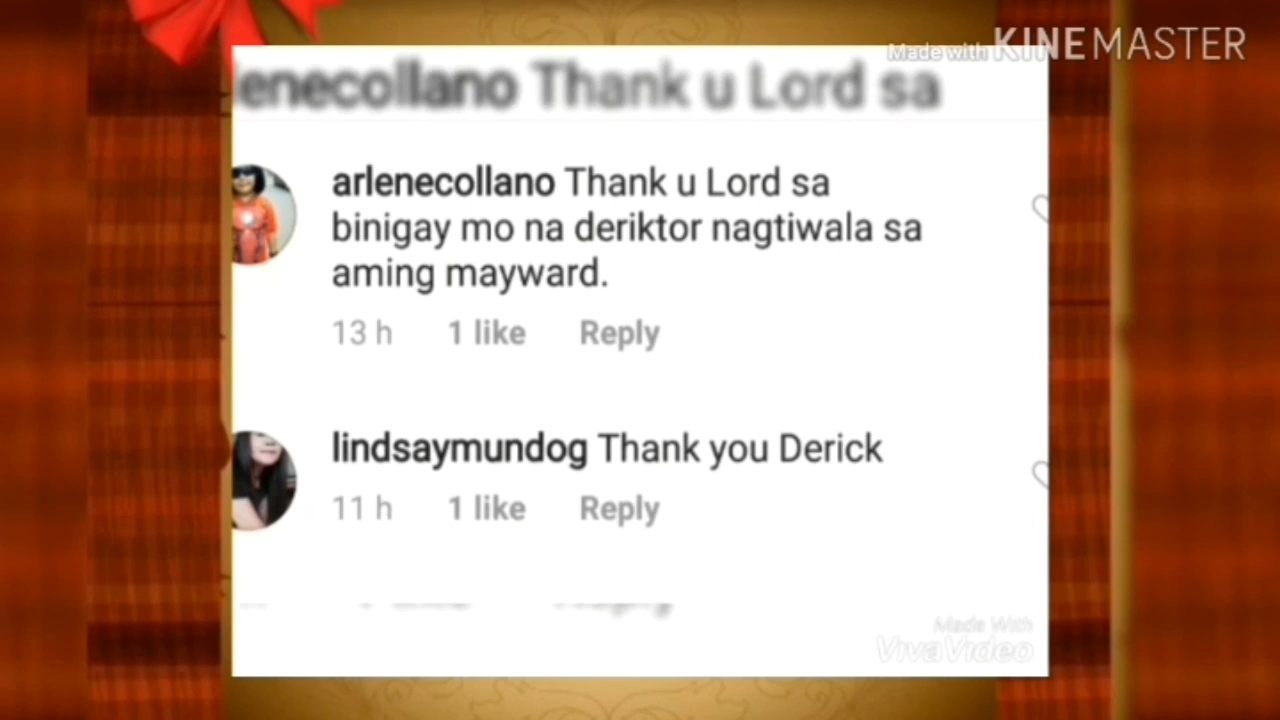 Made with KINEMASTER
lenecollano Thank u Lord sa
arlenecollano Thank u Lord sa
binigay mo na deriktor nagtiwala sa
aming mayward.
13 h 1 like Reply
lindsaymundog Thank you Derick
11 h 1 like Reply
Made With
VivaVideo